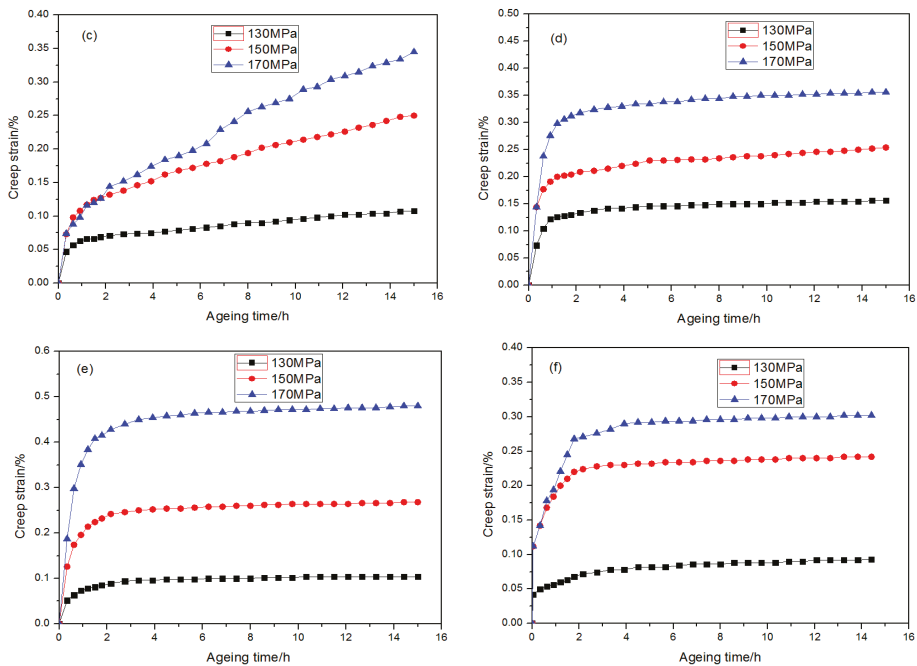 (c)
130MPa
150MPa
170MPa
0.40
0.35
0.30
0.25
0.20
0.15
0.10
0.05
0.00
Creep strain/%
0 2 4 6 8 10 12 14 16
Ageing time/h
(d)
130MPa
150MPa
170MPa
0.50
0.45
0.40
0.35
0.30
0.25
0.20
0.15
0.10
0.05
0.00
Creep strain/%
0 2 4 6 8 10 12 14 16
Ageing time/h
(e)
130MPa
150MPa
170MPa
0.6
0.5
0.4
0.3
0.2
0.1
0.0
Creep strain/%
0 2 4 6 8 10 12 14 16
Ageing time/h
(f)
130MPa
150MPa
170MPa
0.40
0.35
0.30
0.25
0.20
0.15
0.10
0.05
0.00
Creep strain/%
0 2 4 6 8 10 12 14 16
Ageing time/h